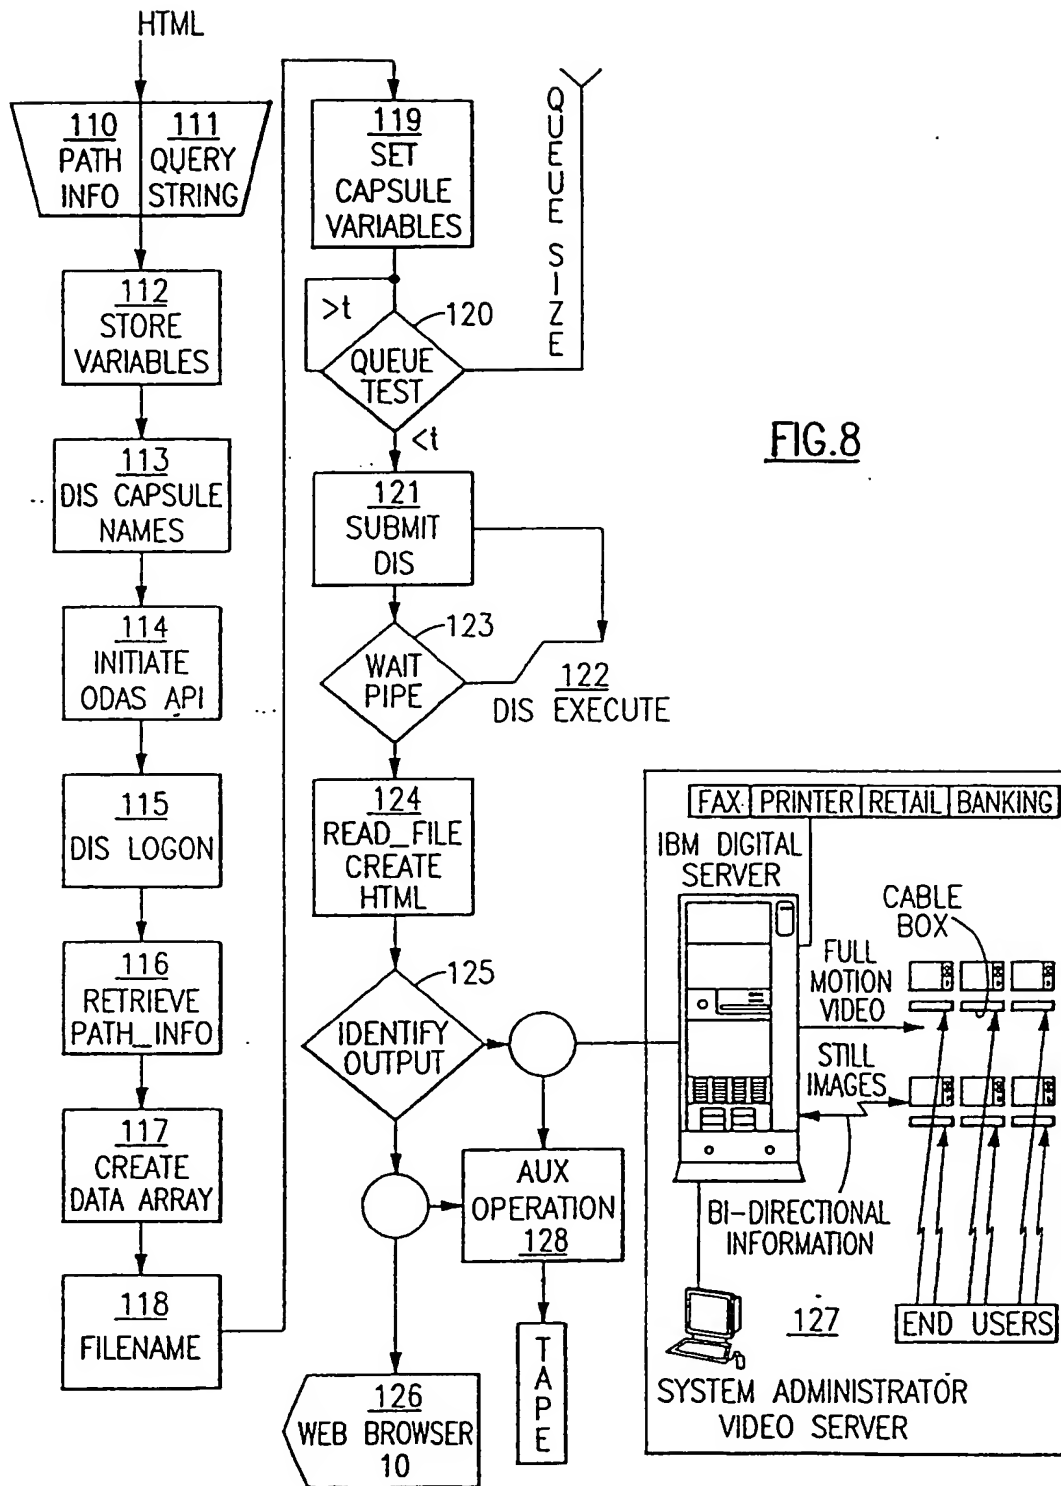 HTML
110
PATH
INFO
111
QUERY
STRING
112
STORE
VARIABLES
113
DIS CAPSULE
NAMES
114
INITIATE
ODAS API
115
DIS LOGON
116
RETRIEVE
PATH_INFO
117
CREATE
DATA ARRAY
118
FILENAME
119
SET
CAPSULE
VARIABLES
QUEUE SIZE
>t
120
QUEUE
TEST
<t
121
SUBMIT
DIS
123
WAIT
PIPE
122
DIS EXECUTE
124
READ_FILE
CREATE
HTML
125
IDENTIFY
OUTPUT
AUX
OPERATION
128
TAPE
126
WEB BROWSER
10
FIG.8
FAX PRINTER RETAIL BANKING
IBM DIGITAL
SERVER
CABLE
BOX
FULL
MOTION
VIDEO
STILL
IMAGES
BI-DIRECTIONAL
INFORMATION
127
END USERS
SYSTEM ADMINISTRATOR
VIDEO SERVER